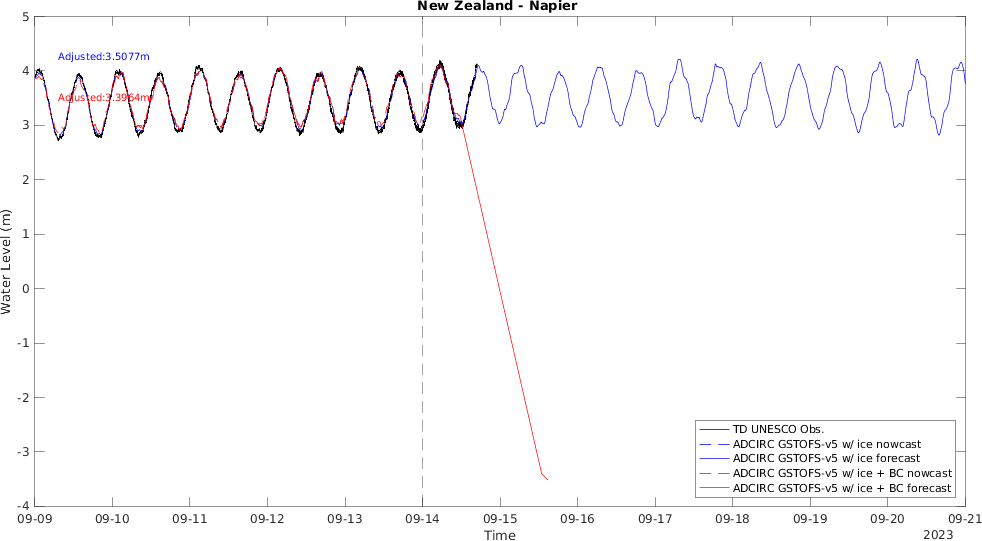 New Zealand - Napier
5
4
3
2
1
0
-1
-2
-3
-4
Water Level (m)
Adjusted:3.5077m
Adjusted:3.3964m
TD UNESCO Obs.
ADCIRC GSTOFS-v5 w/ ice nowcast
ADCIRC GSTOFS-v5 w/ ice forecast
ADCIRC GSTOFS-v5 w/ ice + BC nowcast
ADCIRC GSTOFS-v5 w/ ice + BC forecast
09-09 09-10 09-11 09-12 09-13 09-14 09-15 09-16 09-17 09-18 09-19 09-20 09-21
Time
2023